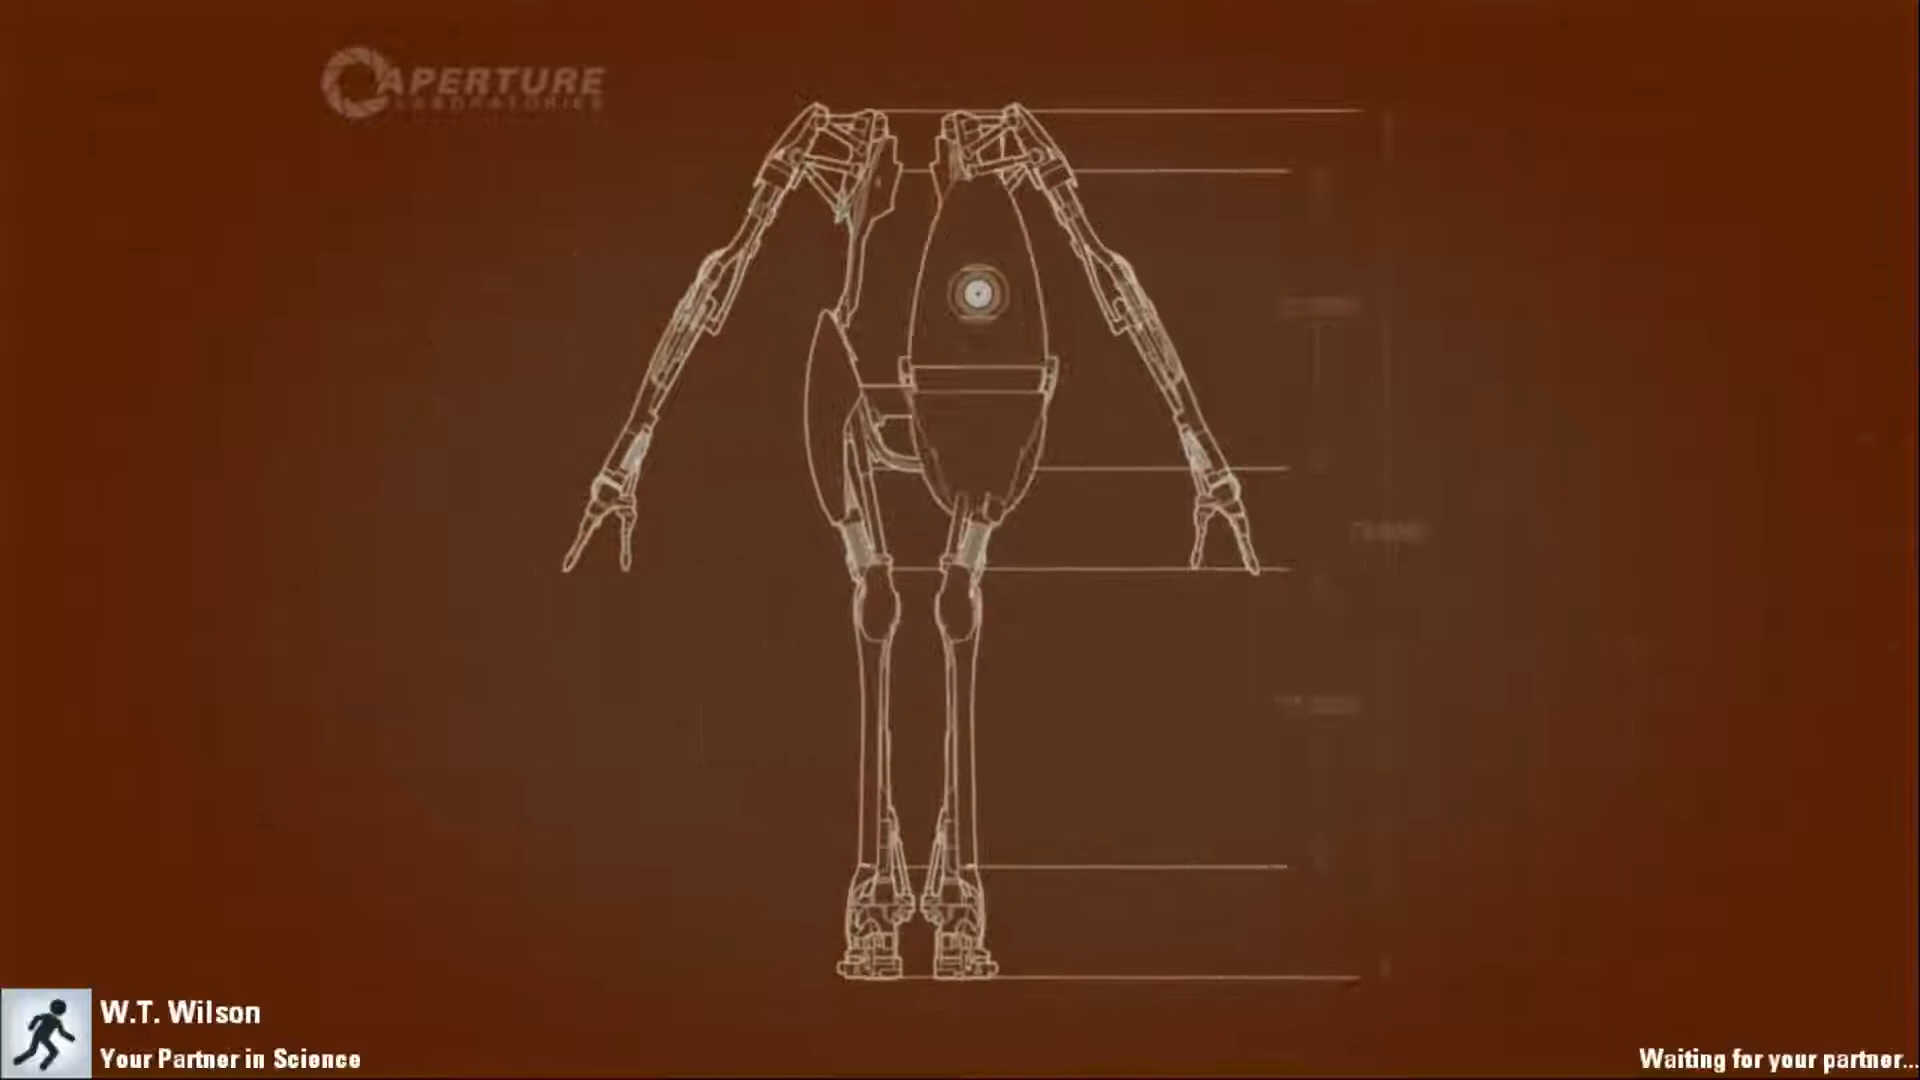 APERTURE
LABORATORIES
W.T. Wilson
Your Partner in Science
Waiting for your partner...